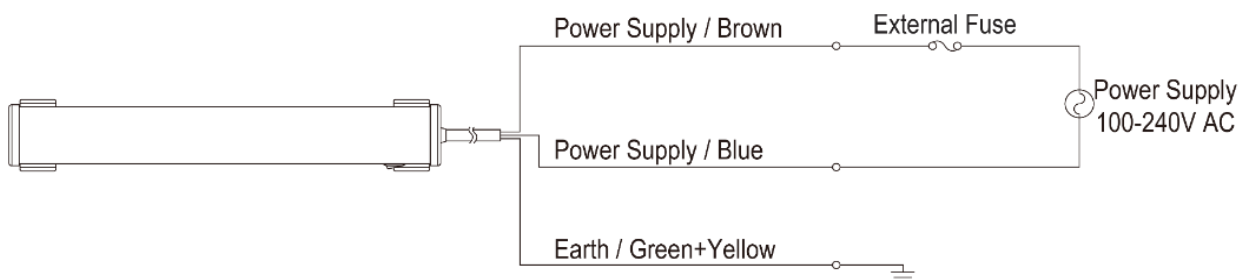 Power Supply / Brown
External Fuse
Power Supply
100-240V AC
Power Supply / Blue
Earth / Green+Yellow